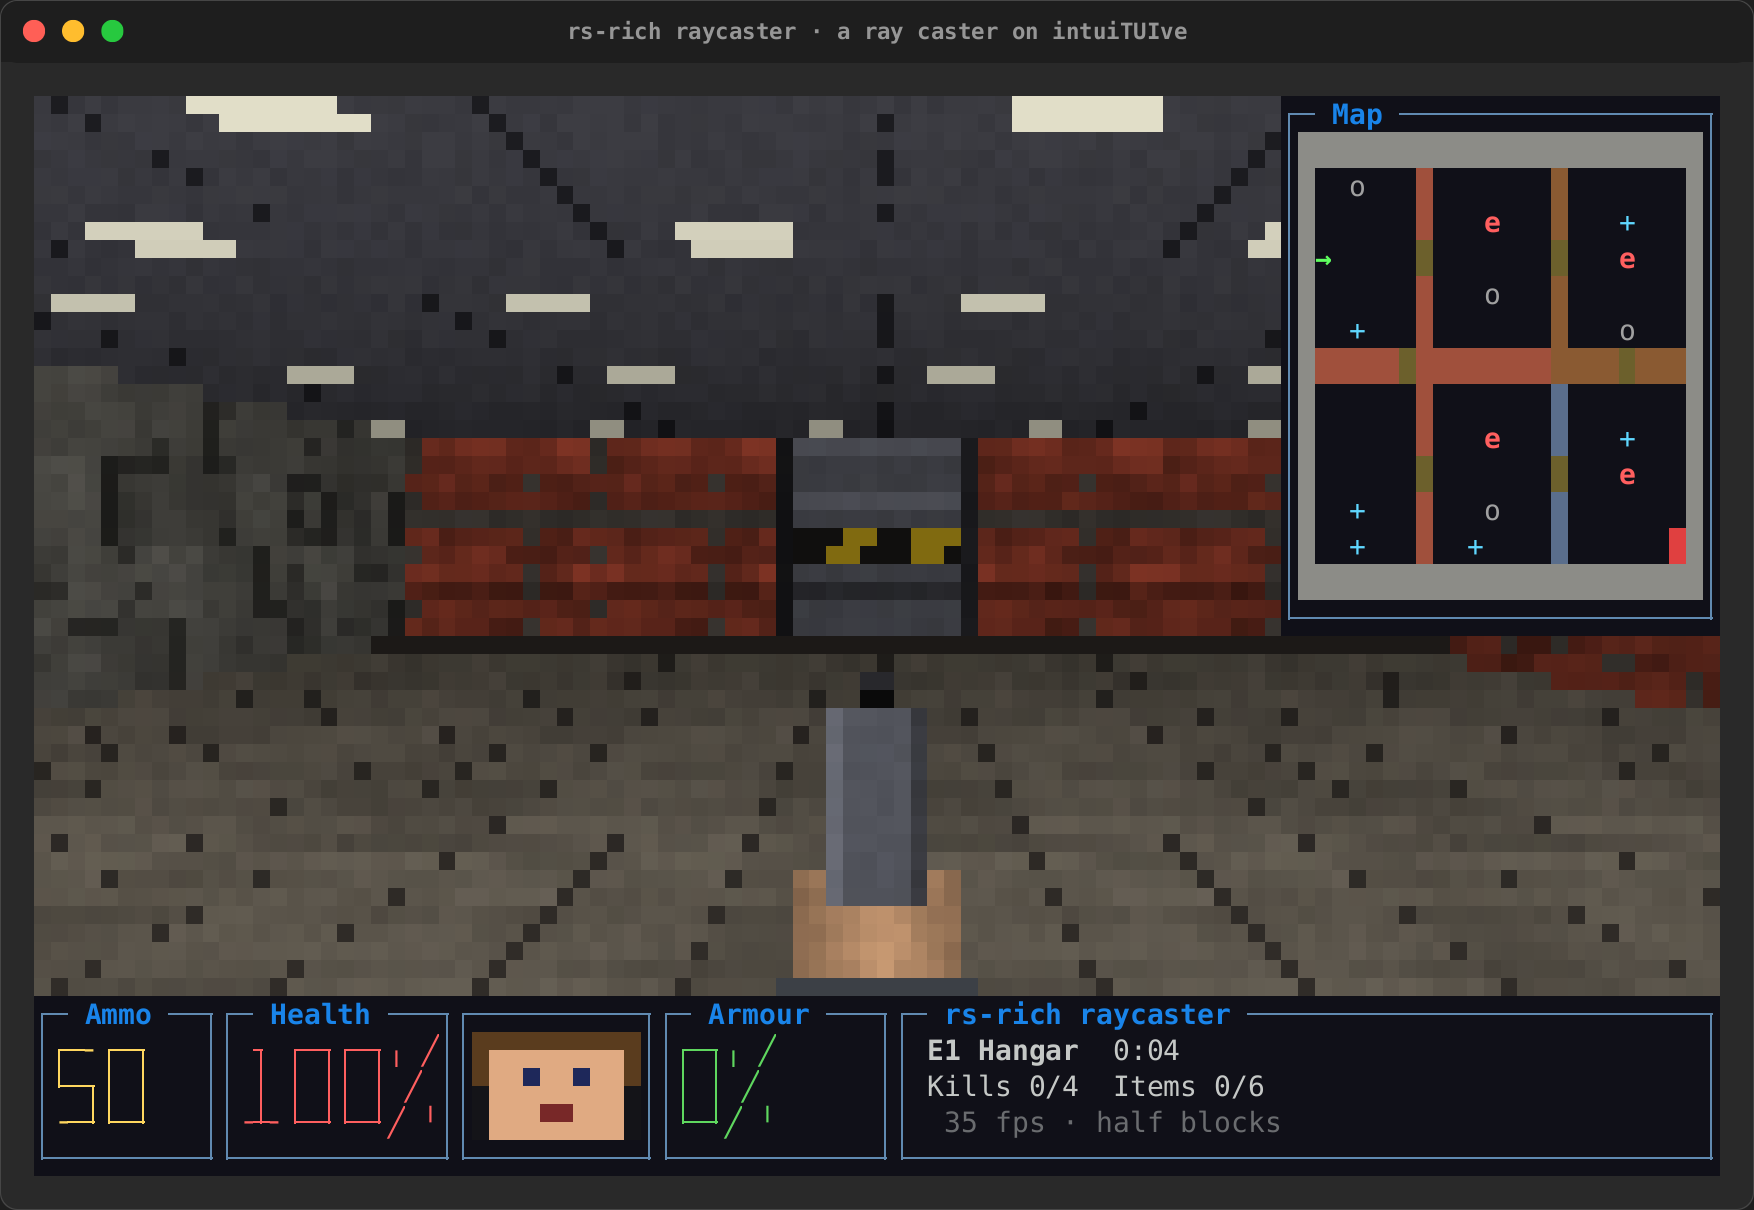 rs-rich raycaster · a ray caster on intuiTUIve
Map
o
e
+
→
e
o
+
o
e
+
e
+
o
+
+
Ammo
50
Health
100%
Armour
0%
rs-rich raycaster
E1 Hangar 0:04
Kills 0/4 Items 0/6
35 fps · half blocks